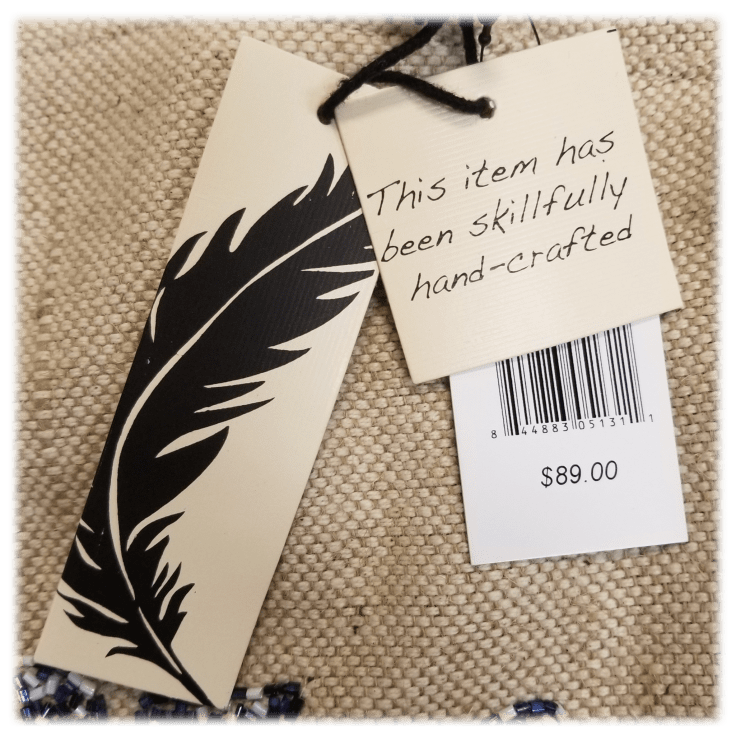 This item has
been skillfully
hand-crafted
8 44883 05131 1
$89.00